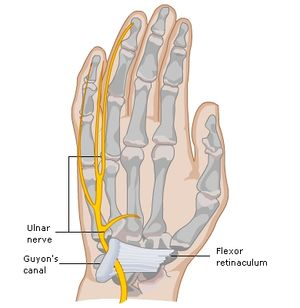 Ulnar
nerve
Guyon's
canal
Flexor
retinaculum